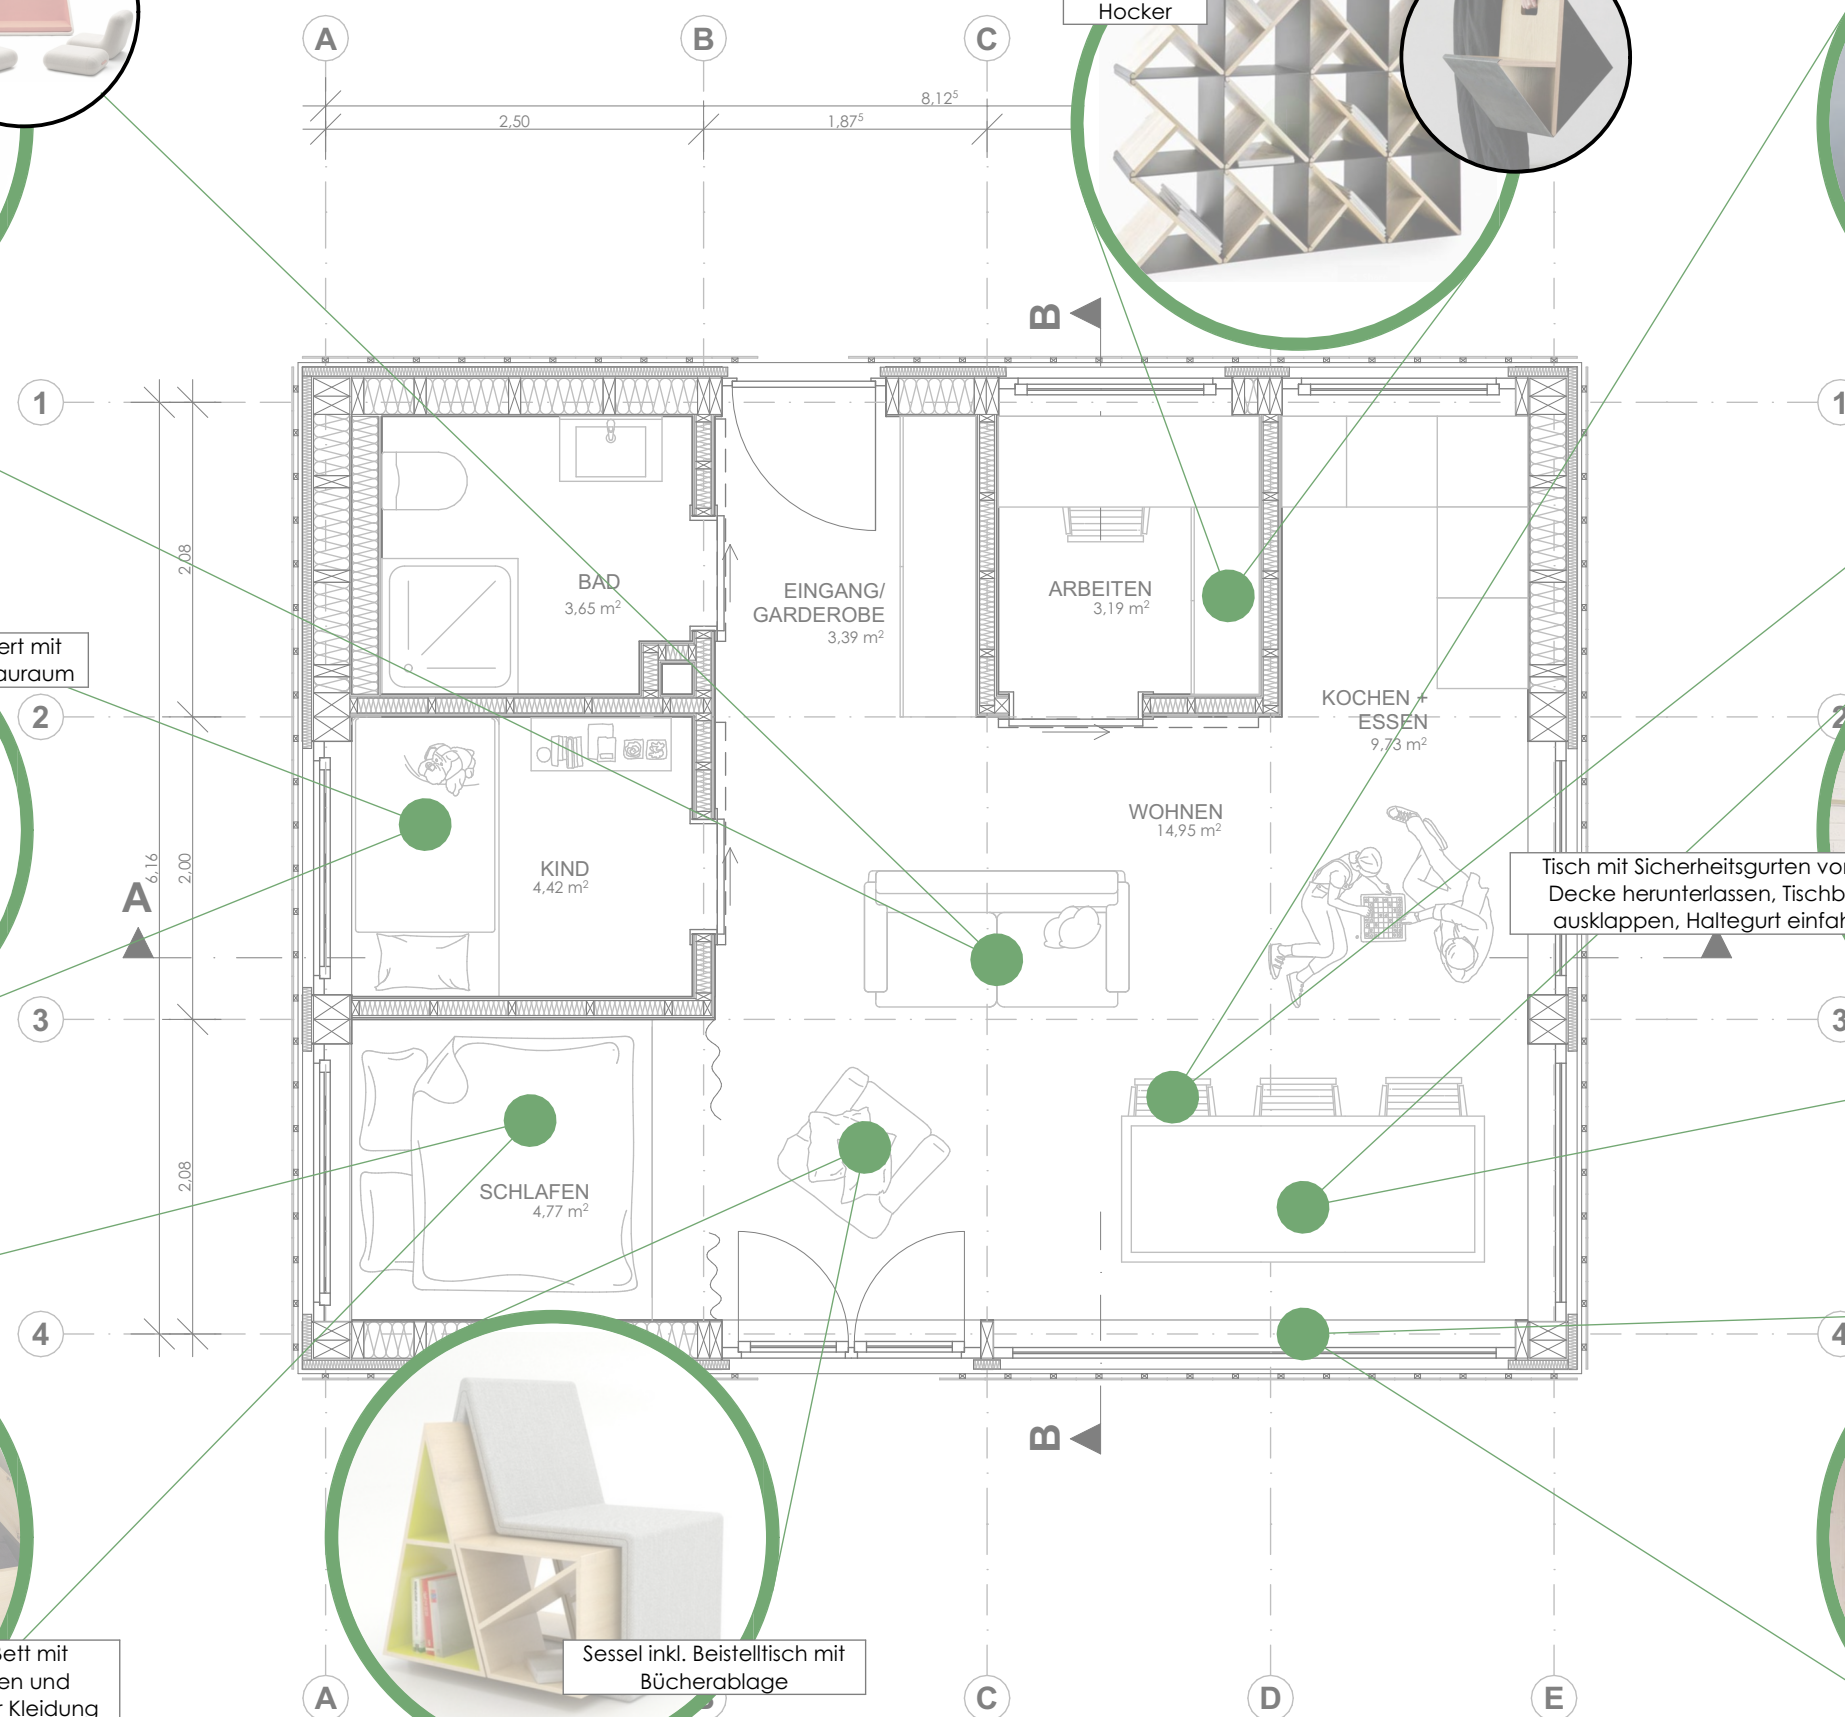 Hocker
A
B
C
8,12⁵
2,50
1,87⁵
B
1
1
2,08
BAD
3,65 m²
EINGANG/
GARDEROBE
3,39 m²
ARBEITEN
3,19 m²
ert mit
auraum
KOCHEN +
ESSEN
9,73 m²
2
2
WOHNEN
14,95 m²
6,16
2,00
KIND
4,42 m²
A
Tisch mit Sicherheitsgurten vo
Decke herunterlassen, Tischb
ausklappen, Haltegurt einfah
3
3
2,08
SCHLAFEN
4,77 m²
4
4
B
Sessel inkl. Beistelltisch mit
Bücherablage
ett mit
en und
r Kleidung
A
C
D
E